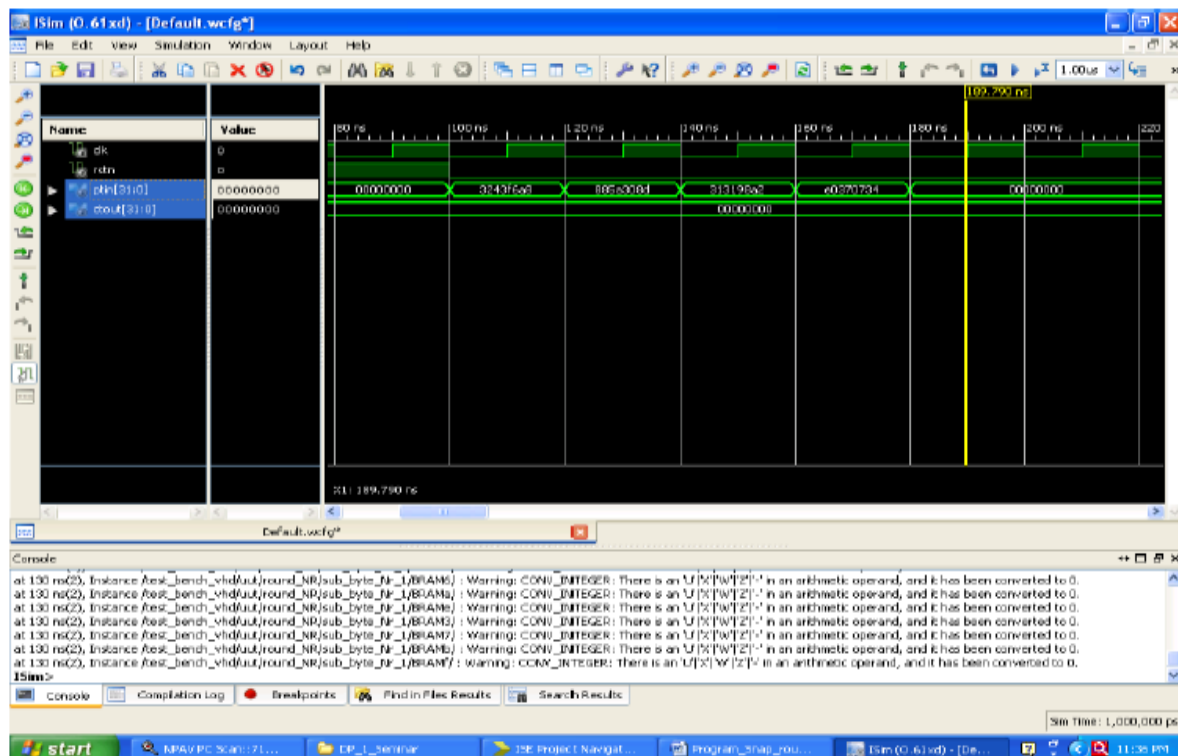 ISim (0.61xd) - [Default.wcfg*]
File Edit View Simulation Window Layout Help
1.00us
189.790 ns
Name Value
80 ns 100 ns 120 ns 140 ns 160 ns 180 ns 200 ns 220
clk 0
rstn 0
ptin[31:0] 00000000 00000000 3243f6a8 885a308d 313198a2 e0370734 00000000
ctout[31:0] 00000000 00000000
X1: 189.790 ns
Default.wcfg*
Console
at 130 ns(2), Instance /test_bench_vhd/uut/round_NR/sub_byte_Nr_1/BRAM6/ : Warning: CONV_INTEGER: There is an 'U'|'X'|'W'|'Z'|'-' in an arithmetic operand, and it has been converted to 0.
at 130 ns(2), Instance /test_bench_vhd/uut/round_NR/sub_byte_Nr_1/BRAMa/ : Warning: CONV_INTEGER: There is an 'U'|'X'|'W'|'Z'|'-' in an arithmetic operand, and it has been converted to 0.
at 130 ns(2), Instance /test_bench_vhd/uut/round_NR/sub_byte_Nr_1/BRAMe/ : Warning: CONV_INTEGER: There is an 'U'|'X'|'W'|'Z'|'-' in an arithmetic operand, and it has been converted to 0.
at 130 ns(2), Instance /test_bench_vhd/uut/round_NR/sub_byte_Nr_1/BRAM3/ : Warning: CONV_INTEGER: There is an 'U'|'X'|'W'|'Z'|'-' in an arithmetic operand, and it has been converted to 0.
at 130 ns(2), Instance /test_bench_vhd/uut/round_NR/sub_byte_Nr_1/BRAM7/ : Warning: CONV_INTEGER: There is an 'U'|'X'|'W'|'Z'|'-' in an arithmetic operand, and it has been converted to 0.
at 130 ns(2), Instance /test_bench_vhd/uut/round_NR/sub_byte_Nr_1/BRAMb/ : Warning: CONV_INTEGER: There is an 'U'|'X'|'W'|'Z'|'-' in an arithmetic operand, and it has been converted to 0.
at 130 ns(2), Instance /test_bench_vhd/uut/round_NR/sub_byte_Nr_1/BRAMf/ : Warning: CONV_INTEGER: There is an 'U'|'X'|'W'|'Z'|'-' in an arithmetic operand, and it has been converted to 0.
ISim>
Console Compilation Log Breakpoints Find in Files Results Search Results
Sim Time: 1,000,000 ps
start NPAV PC Scan::71... DP_1_Seminar ISE Project Navigat... Program_Snap_rou... ISim (0.61xd) - [De... 11:36 PM